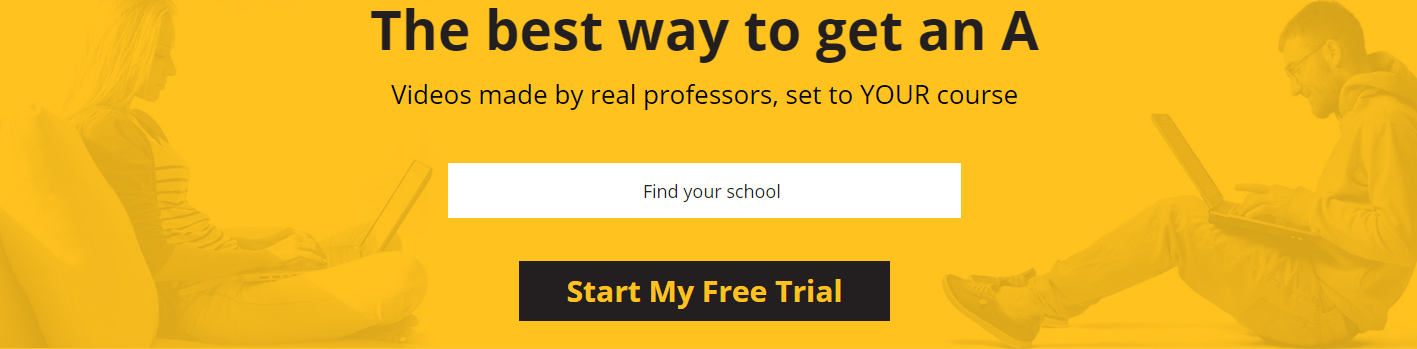 The best way to get an A
Videos made by real professors, set to YOUR course
Find your school
Start My Free Trial